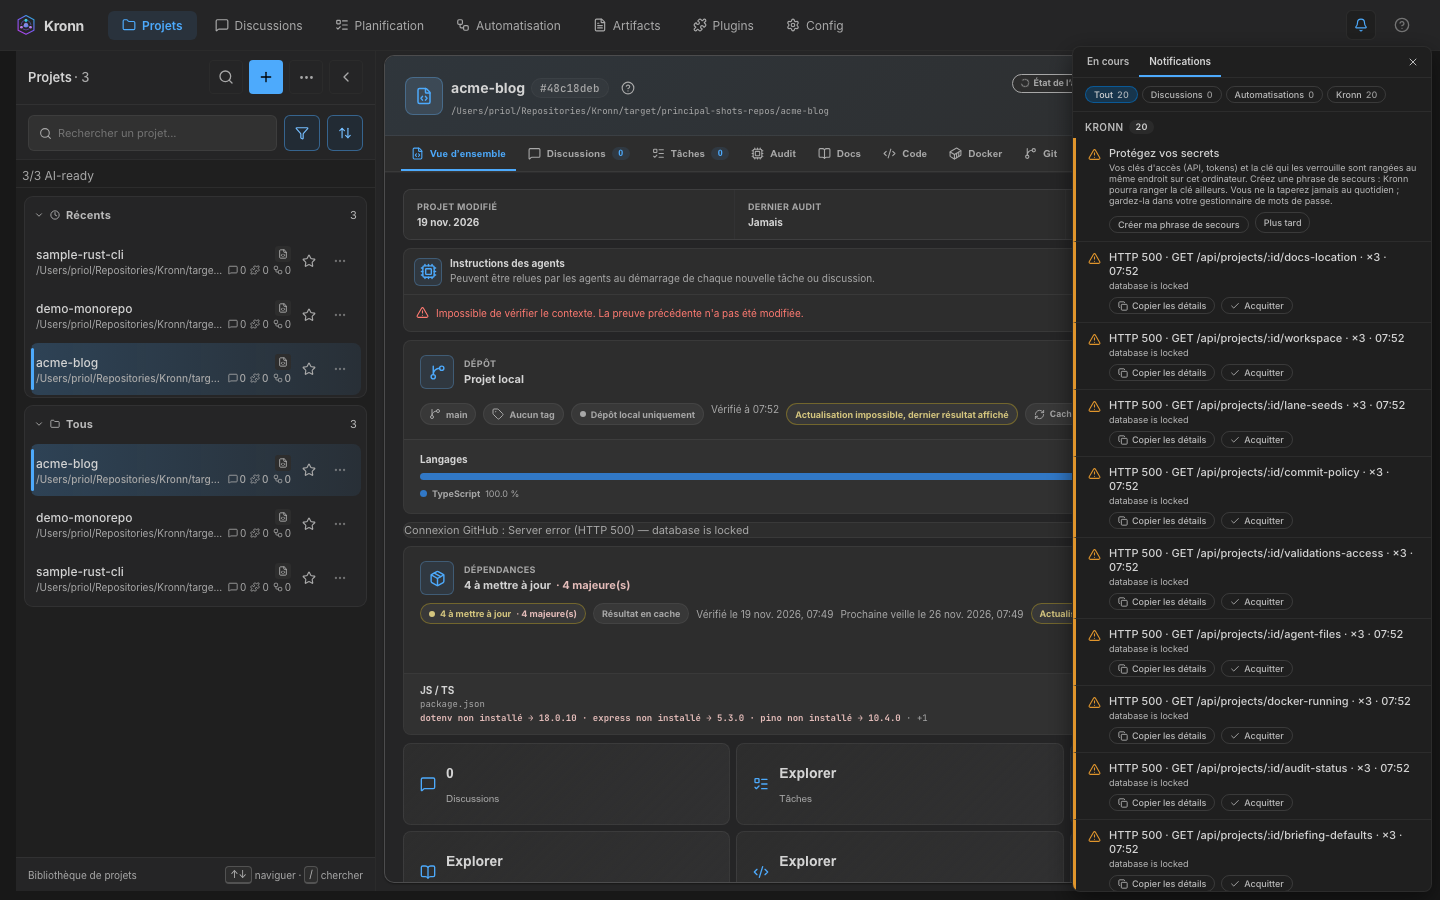 Kronn
Projets
Discussions
Planification
Automatisation
Artifacts
Plugins
Config
Projets · 3
Rechercher un projet...
3/3 AI-ready
Récents
3
sample-rust-cli
/Users/priol/Repositories/Kronn/targe...
0 0 0
demo-monorepo
/Users/priol/Repositories/Kronn/targe...
0 0 0
acme-blog
/Users/priol/Repositories/Kronn/targ...
0 0 0
Tous
3
acme-blog
/Users/priol/Repositories/Kronn/targ...
0 0 0
demo-monorepo
/Users/priol/Repositories/Kronn/targe...
0 0 0
sample-rust-cli
/Users/priol/Repositories/Kronn/targe...
0 0 0
Bibliothèque de projets
↑↓ naviguer · / chercher
acme-blog
#48c18deb
/Users/priol/Repositories/Kronn/target/principal-shots-repos/acme-blog
État de l'
Vue d'ensemble
Discussions 0
Tâches 0
Audit
Docs
Code
Docker
Git
PROJET MODIFIÉ
19 nov. 2026
DERNIER AUDIT
Jamais
Instructions des agents
Peuvent être relues par les agents au démarrage de chaque nouvelle tâche ou discussion.
Impossible de vérifier le contexte. La preuve précédente n'a pas été modifiée.
DÉPÔT
Projet local
main
Aucun tag
Dépôt local uniquement
Vérifié à 07:52
Actualisation impossible, dernier résultat affiché
Cach
Langages
TypeScript 100.0 %
Connexion GitHub : Server error (HTTP 500) — database is locked
DÉPENDANCES
4 à mettre à jour · 4 majeure(s)
4 à mettre à jour · 4 majeure(s)
Résultat en cache
Vérifié le 19 nov. 2026, 07:49
Prochaine veille le 26 nov. 2026, 07:49
Actuali
JS / TS
package.json
dotenv non installé → 18.0.10 · express non installé → 5.3.0 · pino non installé → 10.4.0 · +1
0
Discussions
Explorer
Tâches
Explorer
Explorer
En cours
Notifications
Tout 20
Discussions 0
Automatisations 0
Kronn 20
KRONN 20
Protégez vos secrets
Vos clés d'accès (API, tokens) et la clé qui les verrouille sont rangées au
même endroit sur cet ordinateur. Créez une phrase de secours : Kronn
pourra ranger la clé ailleurs. Vous ne la taperez jamais au quotidien ;
gardez-la dans votre gestionnaire de mots de passe.
Créer ma phrase de secours
Plus tard
HTTP 500 · GET /api/projects/:id/docs-location · ×3 ·
07:52
database is locked
Copier les détails
Acquitter
HTTP 500 · GET /api/projects/:id/workspace · ×3 · 07:52
database is locked
Copier les détails
Acquitter
HTTP 500 · GET /api/projects/:id/lane-seeds · ×3 · 07:52
database is locked
Copier les détails
Acquitter
HTTP 500 · GET /api/projects/:id/commit-policy · ×3 ·
07:52
database is locked
Copier les détails
Acquitter
HTTP 500 · GET /api/projects/:id/validations-access · ×3 ·
07:52
database is locked
Copier les détails
Acquitter
HTTP 500 · GET /api/projects/:id/agent-files · ×3 · 07:52
database is locked
Copier les détails
Acquitter
HTTP 500 · GET /api/projects/docker-running · ×3 · 07:52
database is locked
Copier les détails
Acquitter
HTTP 500 · GET /api/projects/:id/audit-status · ×3 · 07:52
database is locked
Copier les détails
Acquitter
HTTP 500 · GET /api/projects/:id/briefing-defaults · ×3 ·
07:52
database is locked
Copier les détails
Acquitter